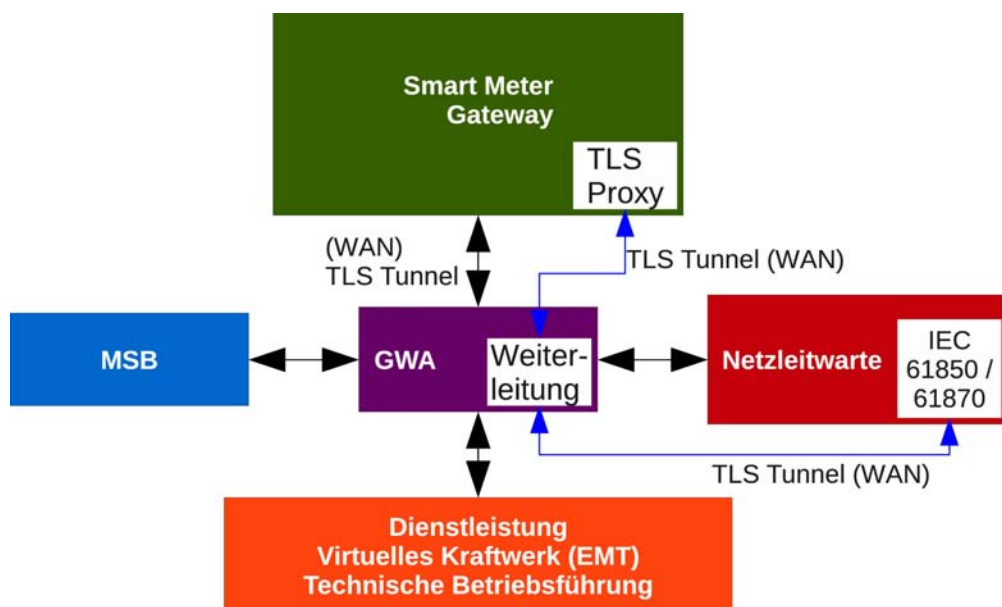 Smart Meter
Gateway
TLS
Proxy
(WAN)
TLS Tunnel
TLS Tunnel (WAN)
MSB
GWA
Weiter-
leitung
Netzleitwarte
IEC
61850 /
61870
TLS Tunnel (WAN)
Dienstleistung
Virtuelles Kraftwerk (EMT)
Technische Betriebsführung